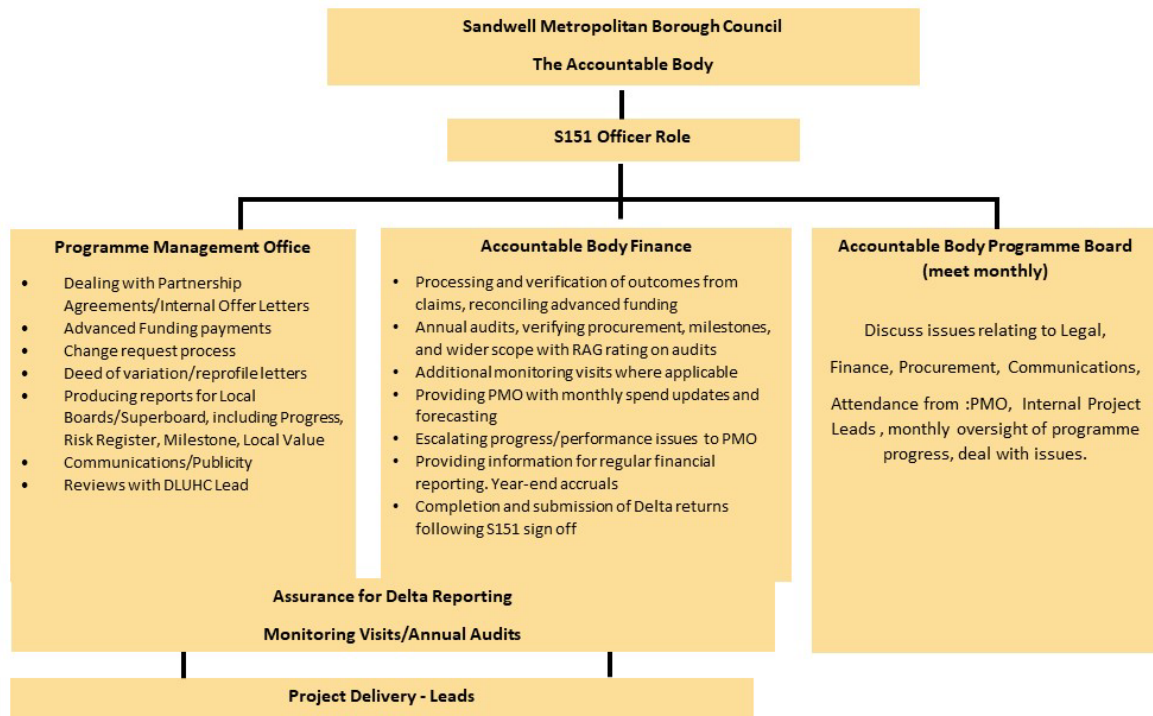 Sandwell Metropolitan Borough Council
The Accountable Body
S151 Officer Role
Programme Management Office
• Dealing with Partnership
Agreements/Internal Offer Letters
• Advanced Funding payments
• Change request process
• Deed of variation/reprofile letters
• Producing reports for Local
Boards/Superboard, including Progress,
Risk Register, Milestone, Local Value
• Communications/Publicity
• Reviews with DLUHC Lead
Accountable Body Finance
• Processing and verification of outcomes from
claims, reconciling advanced funding
• Annual audits, verifying procurement, milestones,
and wider scope with RAG rating on audits
• Additional monitoring visits where applicable
• Providing PMO with monthly spend updates and
forecasting
• Escalating progress/performance issues to PMO
• Providing information for regular financial
reporting. Year-end accruals
• Completion and submission of Delta returns
following S151 sign off
Accountable Body Programme Board
(meet monthly)
Discuss issues relating to Legal,
Finance, Procurement, Communications,
Attendance from :PMO, Internal Project
Leads , monthly oversight of programme
progress, deal with issues.
Assurance for Delta Reporting
Monitoring Visits/Annual Audits
Project Delivery - Leads